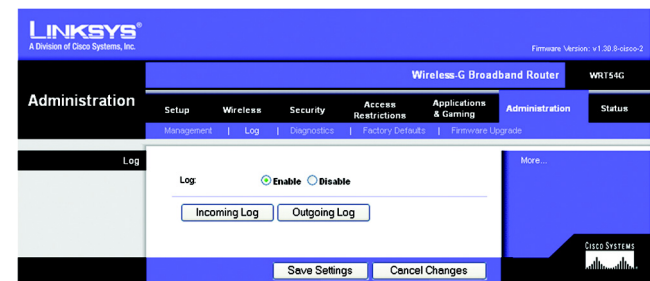 LINKSYS®
A Division of Cisco Systems, Inc.
Firmware Version: v1.30.8-cisco-2
Wireless-G Broadband Router WRT54G
Administration
Setup Wireless Security Access Restrictions Applications & Gaming Administration Status
Management | Log | Diagnostics | Factory Defaults | Firmware Upgrade
Log
Log: Enable Disable
More...
Incoming Log Outgoing Log
CISCO SYSTEMS
Save Settings Cancel Changes